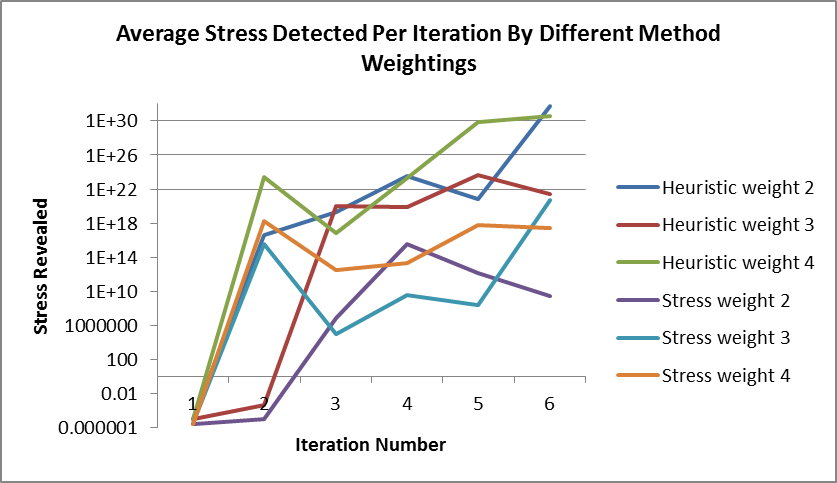 Average Stress Detected Per Iteration By Different Method
Weightings
Stress Revealed
1E+30
1E+26
1E+22
1E+18
1E+14
1E+10
1000000
100
0.01
0.000001
1 2 3 4 5 6
Iteration Number
Heuristic weight 2
Heuristic weight 3
Heuristic weight 4
Stress weight 2
Stress weight 3
Stress weight 4